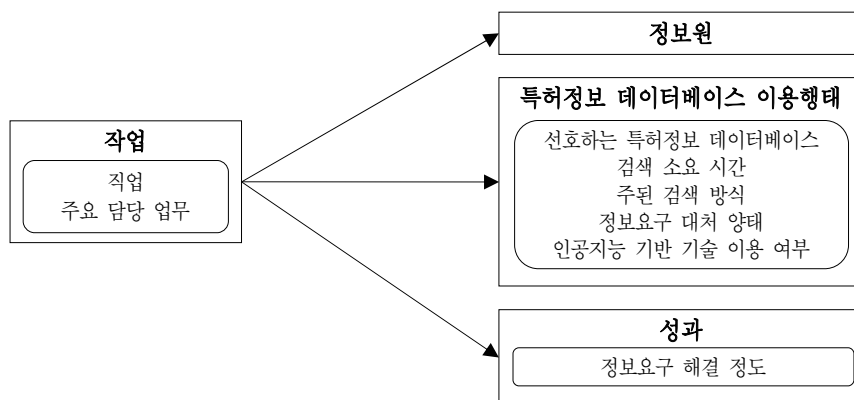 정보원
특허정보 데이터베이스 이용행태
선호하는 특허정보 데이터베이스
검색 소요 시간
주된 검색 방식
정보요구 대처 양태
인공지능 기반 기술 이용 여부
작업
직업
주요 담당 업무
성과
정보요구 해결 정도